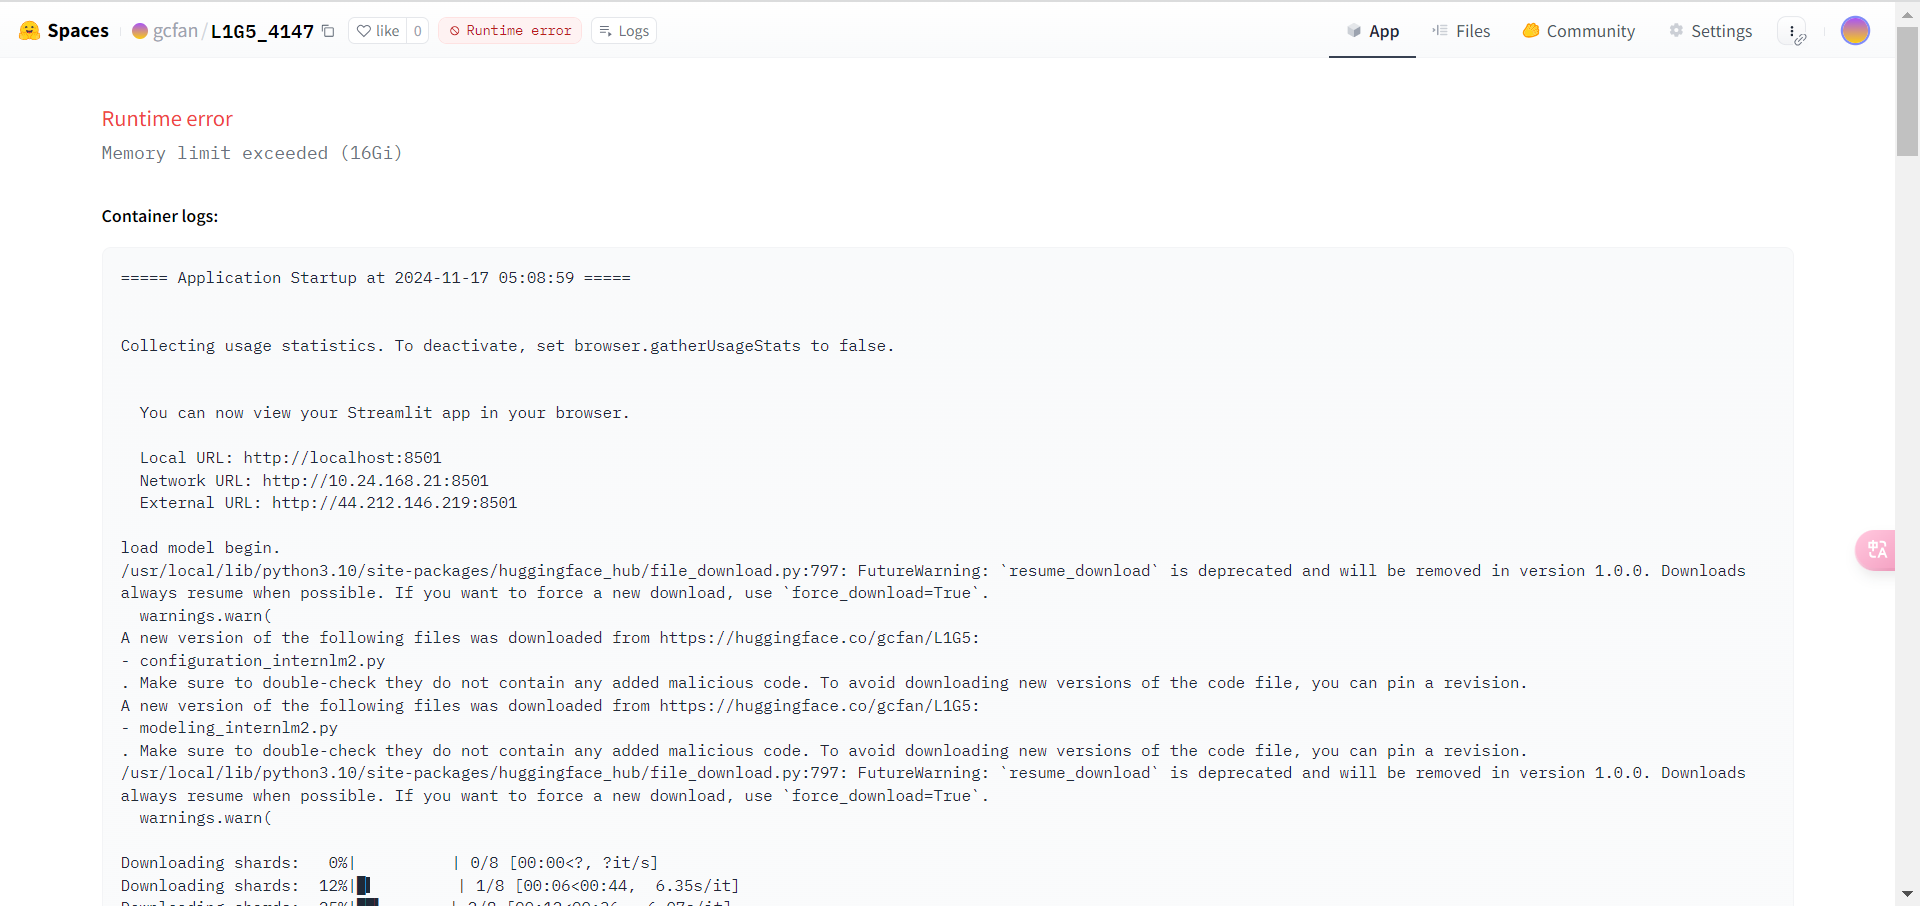 Spaces
gcfan/L1G5_4147
like 0
Runtime error
Logs
App
Files
Community
Settings
Runtime error
Memory limit exceeded (16Gi)
Container logs:
===== Application Startup at 2024-11-17 05:08:59 =====
Collecting usage statistics. To deactivate, set browser.gatherUsageStats to false.
You can now view your Streamlit app in your browser.
Local URL: http://localhost:8501
Network URL: http://10.24.168.21:8501
External URL: http://44.212.146.219:8501
load model begin.
/usr/local/lib/python3.10/site-packages/huggingface_hub/file_download.py:797: FutureWarning: `resume_download` is deprecated and will be removed in version 1.0.0. Downloads
always resume when possible. If you want to force a new download, use `force_download=True`.
warnings.warn(
A new version of the following files was downloaded from https://huggingface.co/gcfan/L1G5:
- configuration_internlm2.py
. Make sure to double-check they do not contain any added malicious code. To avoid downloading new versions of the code file, you can pin a revision.
A new version of the following files was downloaded from https://huggingface.co/gcfan/L1G5:
- modeling_internlm2.py
. Make sure to double-check they do not contain any added malicious code. To avoid downloading new versions of the code file, you can pin a revision.
/usr/local/lib/python3.10/site-packages/huggingface_hub/file_download.py:797: FutureWarning: `resume_download` is deprecated and will be removed in version 1.0.0. Downloads
always resume when possible. If you want to force a new download, use `force_download=True`.
warnings.warn(
Downloading shards:   0%|          | 0/8 [00:00<?, ?it/s]
Downloading shards:  12%|█▎        | 1/8 [00:06<00:44,  6.35s/it]